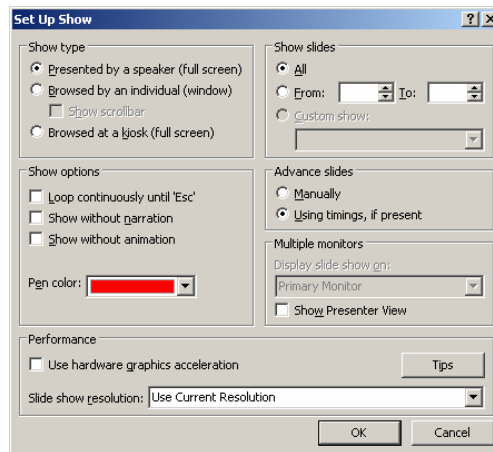 Set Up Show
Show type
Presented by a speaker (full screen)
Browsed by an individual (window)
Show scrollbar
Browsed at a kiosk (full screen)
Show slides
All
From: To:
Custom show:
Show options
Loop continuously until 'Esc'
Show without narration
Show without animation
Pen color:
Advance slides
Manually
Using timings, if present
Multiple monitors
Display slide show on:
Primary Monitor
Show Presenter View
Performance
Use hardware graphics acceleration
Tips
Slide show resolution: Use Current Resolution
OK Cancel